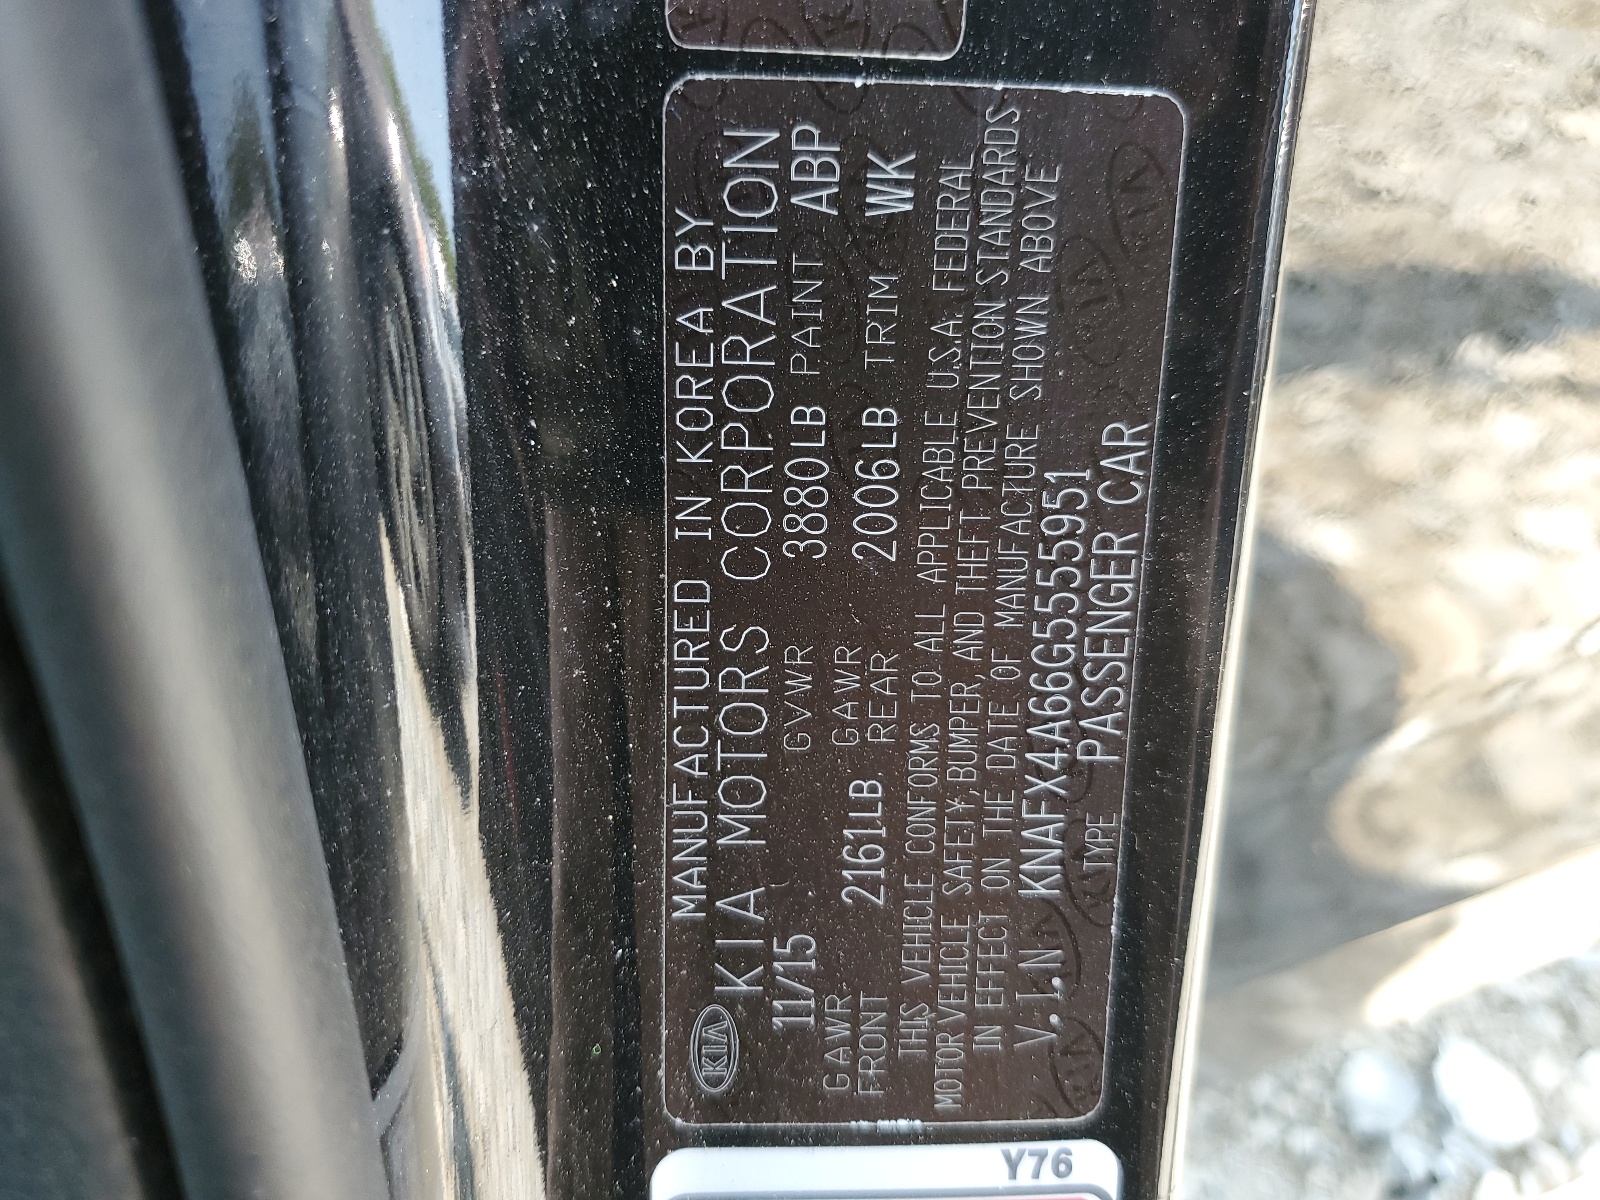 MANUFACTURED IN KOREA BY
KIA KIA MOTORS CORPORATION
11/15 GVWR 3880LB PAINT ABP
GAWR FRONT 2161LB GAWR REAR 2006LB TRIM WK
THIS VEHICLE CONFORMS TO ALL APPLICABLE U.S.A. FEDERAL
MOTOR VEHICLE SAFETY, BUMPER, AND THEFT PREVENTION STANDARDS
IN EFFECT ON THE DATE OF MANUFACTURE SHOWN ABOVE
V.I.N KNAFX4A66G5555951
TYPE PASSENGER CAR
Y76